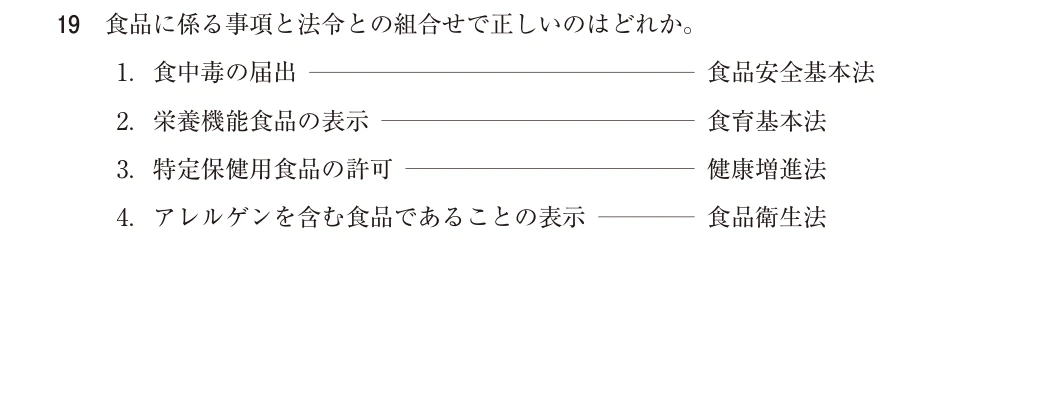 19 食品に係る事項と法令との組合せで正しいのはどれか。
1. 食中毒の届出 ―――― 食品安全基本法
2. 栄養機能食品の表示 ―――― 食育基本法
3. 特定保健用食品の許可 ―――― 健康増進法
4. アレルゲンを含む食品であることの表示 ―――― 食品衛生法